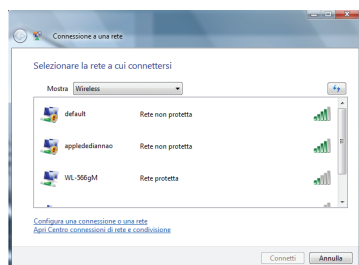 Connessione a una rete
Selezionare la rete a cui connettersi
Mostra Wireless
default Rete non protetta
applededianna​o Rete non protetta
WL-566gM Rete protetta
Configura una connessione o una rete
Apri Centro connessioni di rete e condivisione
Connetti Annulla